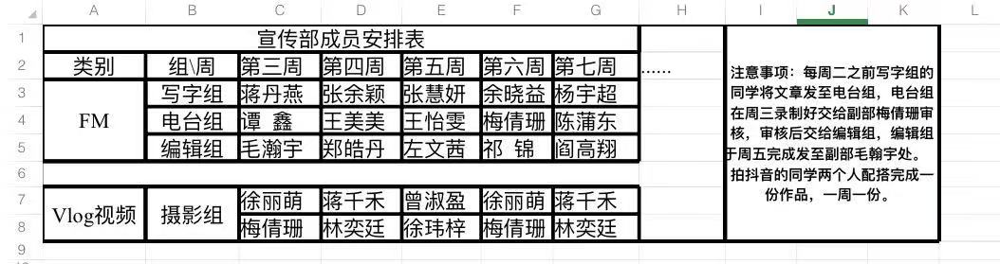 A B C D E F G H I J K L
1 宣传部成员安排表
2 类别 组\周 第三周 第四周 第五周 第六周 第七周 ......
3 写字组 蒋丹燕 张余颖 张慧妍 余晓益 杨宇超
4 FM 电台组 谭 鑫 王美美 王怡雯 梅倩珊 陈蒲东
5 编辑组 毛瀚宇 郑皓丹 左文茜 祁 锦 阎高翔
6
7 Vlog视频 摄影组 徐丽萌 蒋千禾 曾淑盈 徐丽萌 蒋千禾
8 梅倩珊 林奕廷 徐玮梓 梅倩珊 林奕廷
9
注意事项：每周二之前写字组的
同学将文章发至电台组，电台组
在周三录制好交给副部梅倩珊审
核，审核后交给编辑组，编辑组
于周五完成发至副部毛翰宇处。
拍抖音的同学两个人配搭完成一
份作品，一周一份。